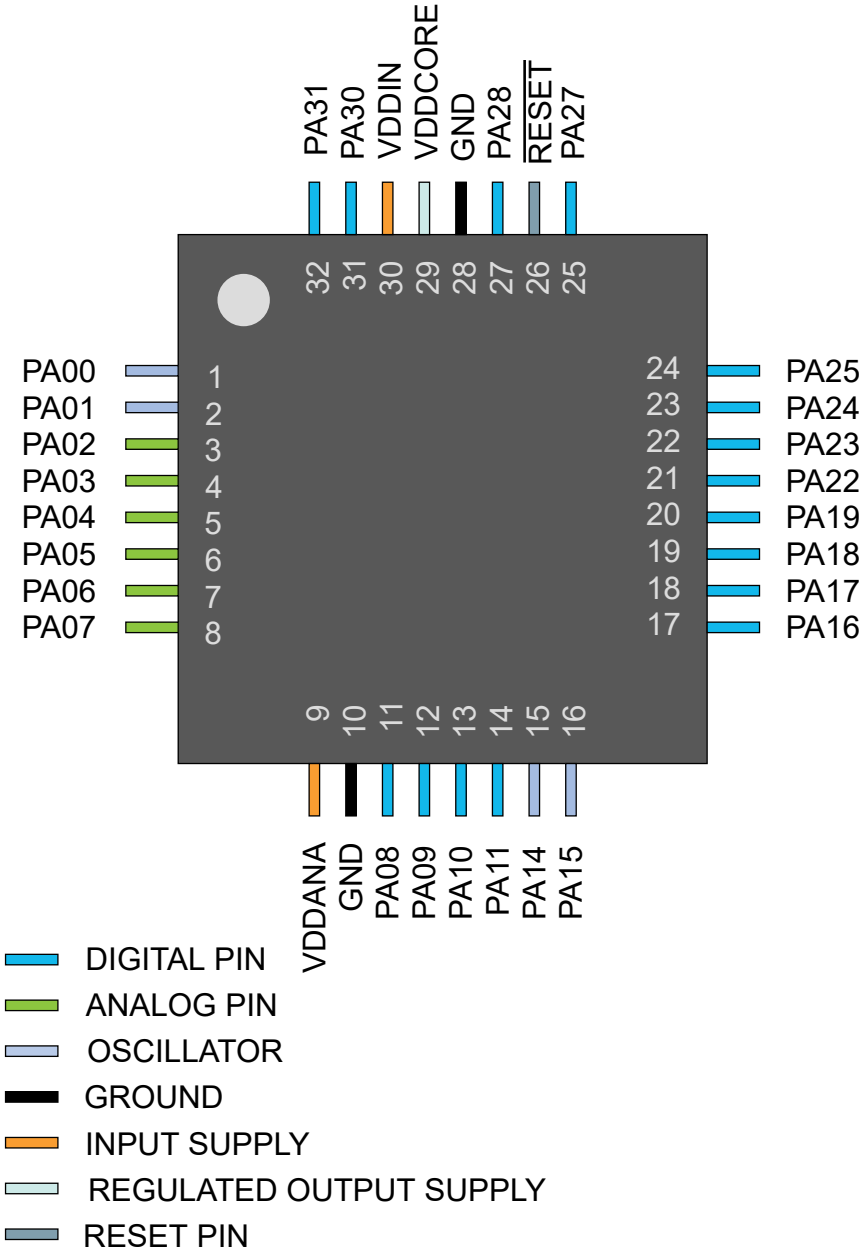 PA31
PA30
VDDIN
VDDCORE
GND
PA28
RESET
PA27
32
31
30
29
28
27
26
25
PA00 1
PA01 2
PA02 3
PA03 4
PA04 5
PA05 6
PA06 7
PA07 8
24 PA25
23 PA24
22 PA23
21 PA22
20 PA19
19 PA18
18 PA17
17 PA16
9
10
11
12
13
14
15
16
VDDANA
GND
PA08
PA09
PA10
PA11
PA14
PA15
DIGITAL PIN
ANALOG PIN
OSCILLATOR
GROUND
INPUT SUPPLY
REGULATED OUTPUT SUPPLY
RESET PIN